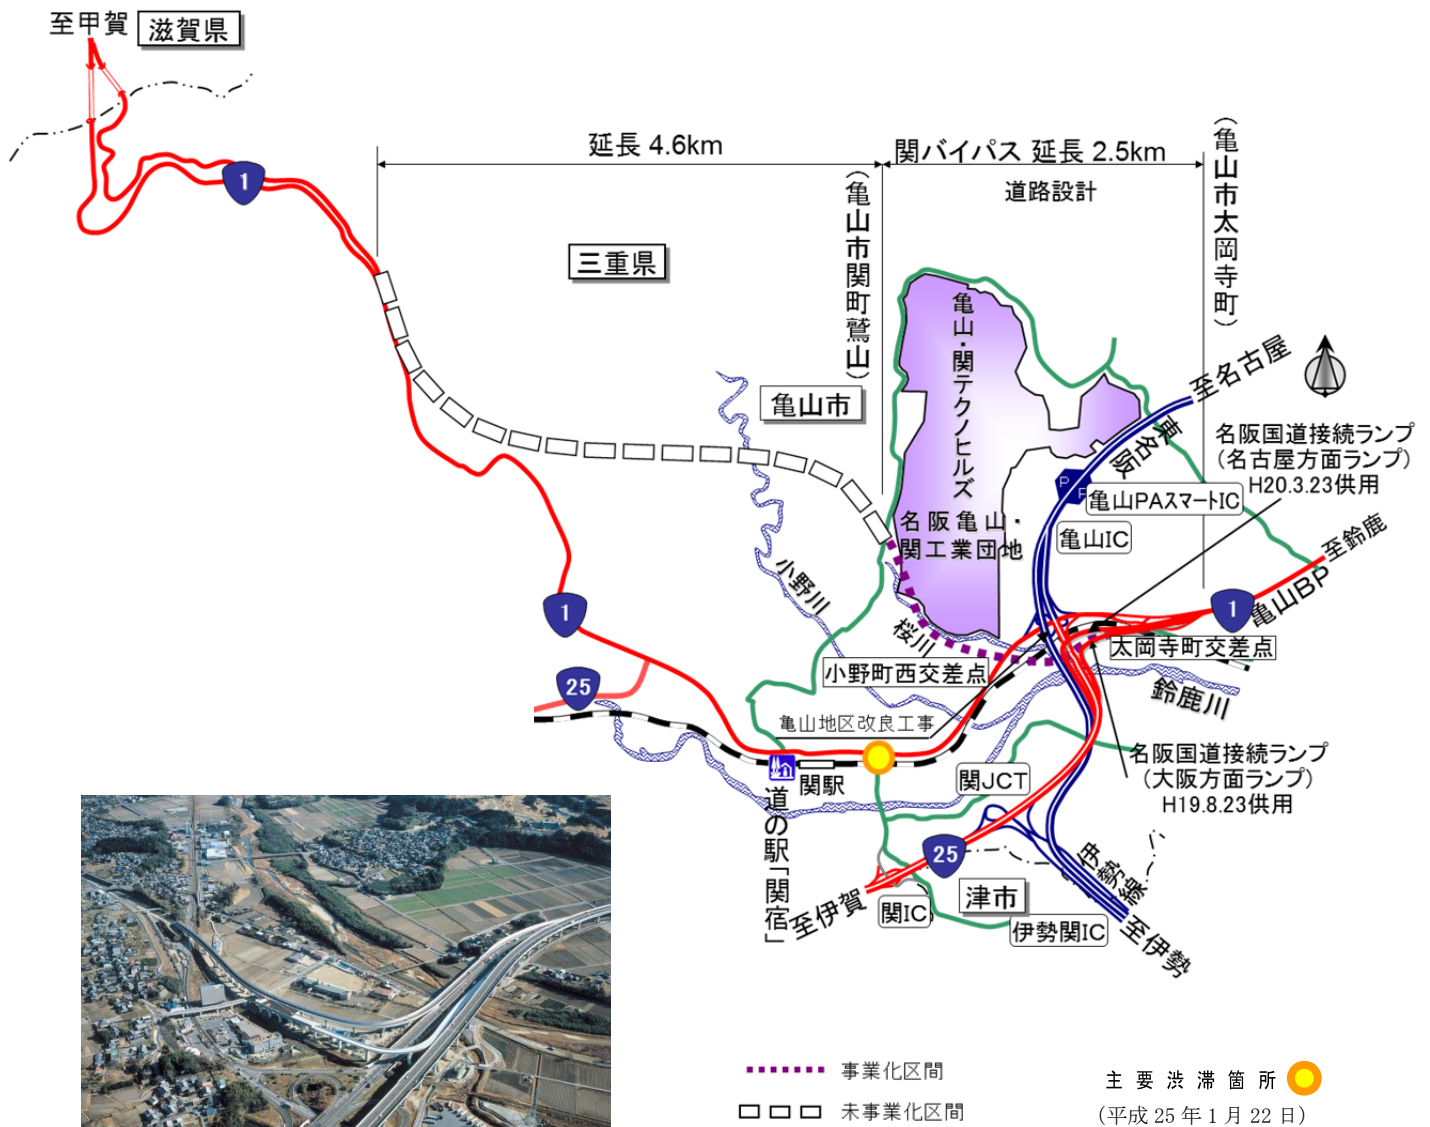 至甲賀
滋賀県
1
延長 4.6km
関バイパス 延長 2.5km
道路設計
(亀山市関町鷲山)
(亀山市太岡寺町)
三重県
亀山市
亀山・関テクノヒルズ
名阪亀山・
関工業団地
至名古屋
東名阪
名阪国道接続ランプ
(名古屋方面ランプ)
H20.3.23供用
P
P
亀山PAスマートIC
亀山IC
至鈴鹿
亀山BP
1
太岡寺町交差点
鈴鹿川
小野川
桜川
小野町西交差点
1
25
亀山地区改良工事
関駅
道の駅「関宿」
関JCT
名阪国道接続ランプ
(大阪方面ランプ)
H19.8.23供用
25
至伊賀
関IC
津市
伊勢関IC
伊勢線
至伊勢
事業化区間
未事業化区間
主要渋滞箇所
(平成25年1月22日)